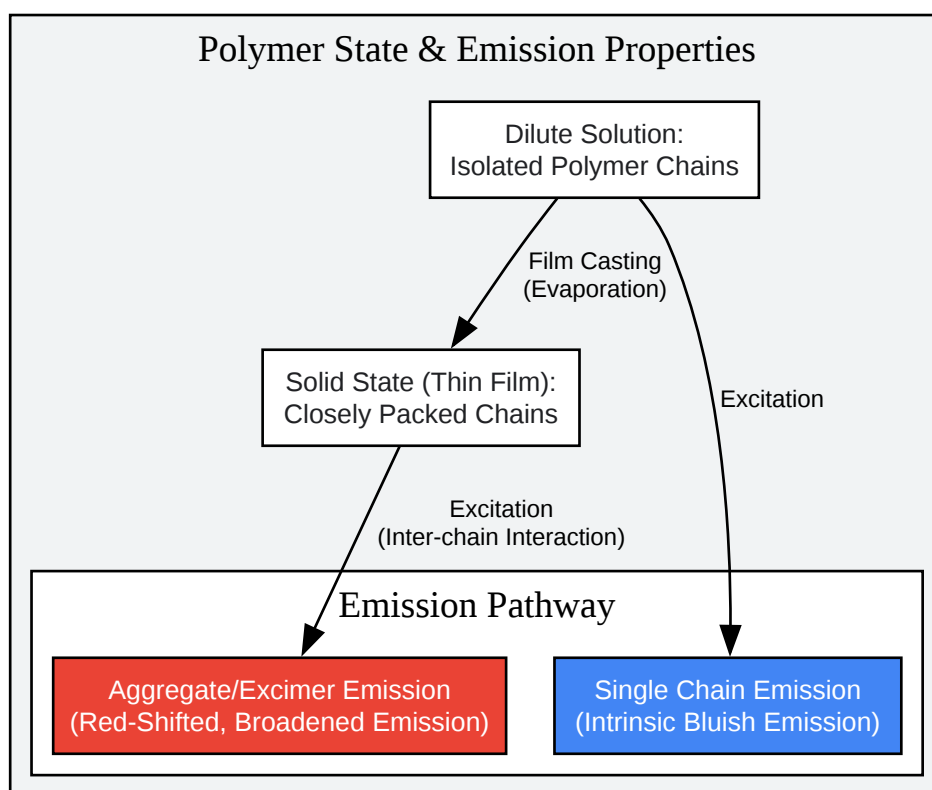 Polymer State & Emission Properties
Dilute Solution:
Isolated Polymer Chains
Film Casting
(Evaporation)
Solid State (Thin Film):
Closely Packed Chains
Excitation
Excitation
(Inter-chain Interaction)
Emission Pathway
Aggregate/Excimer Emission
(Red-Shifted, Broadened Emission)
Single Chain Emission
(Intrinsic Bluish Emission)